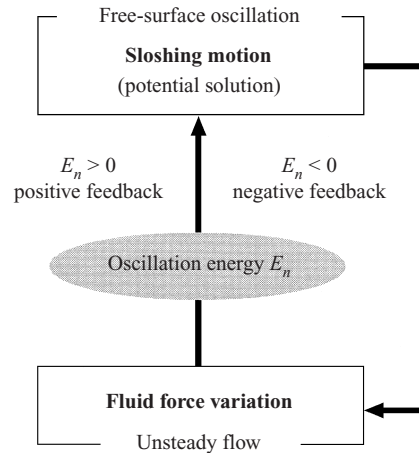 Free-surface oscillation
Sloshing motion
(potential solution)
E_n > 0
positive feedback
E_n < 0
negative feedback
Oscillation energy E_n
Fluid force variation
Unsteady flow